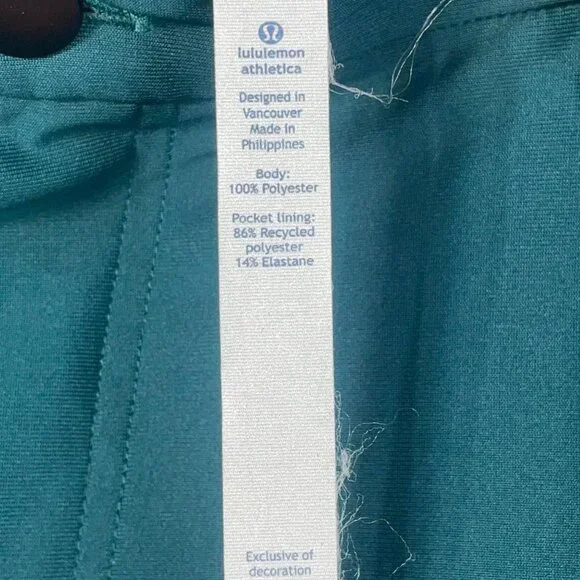 lululemon
athletica
Designed in
Vancouver
Made in
Philippines
Body:
100% Polyester
Pocket lining:
86% Recycled
polyester
14% Elastane
Exclusive of
decoration